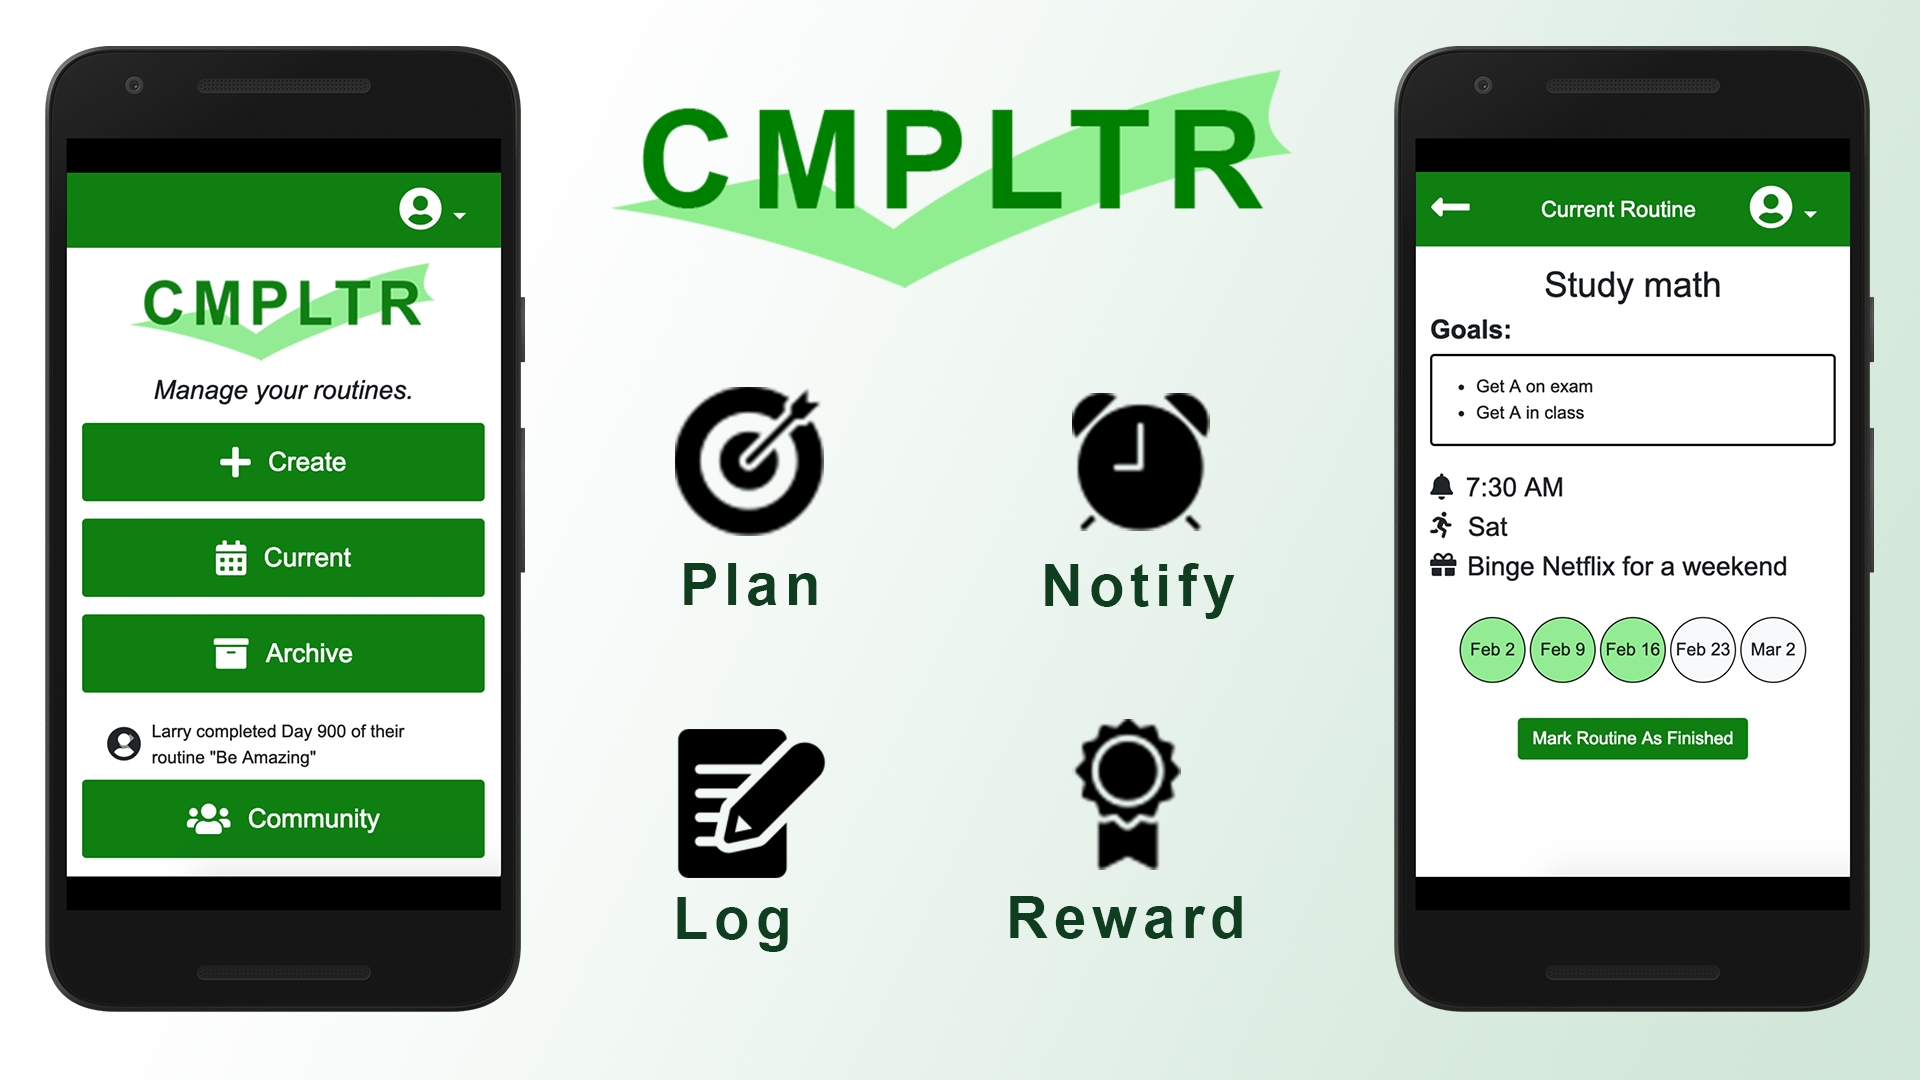 CMPLTR
Manage your routines.
Create
Current
Archive
Larry completed Day 900 of their
routine "Be Amazing"
Community
CMPLTR
Plan
Notify
Log
Reward
Current Routine
Study math
Goals:
• Get A on exam
• Get A in class
7:30 AM
Sat
Binge Netflix for a weekend
Feb 2 Feb 9 Feb 16 Feb 23 Mar 2
Mark Routine As Finished